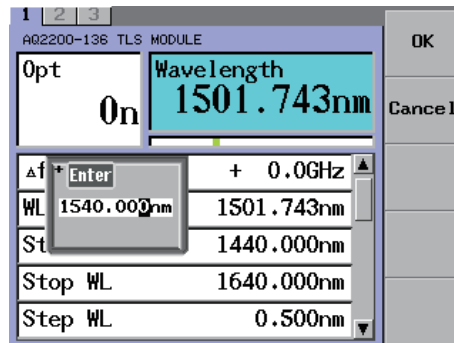 1 2 3
AQ2200-136 TLS MODULE
OK
Opt
On
Wavelength
1501.743nm
Cancel
Δf + 0.0GHz
Enter
1540.000nm
WL 1501.743nm
St 1440.000nm
Stop WL 1640.000nm
Step WL 0.500nm